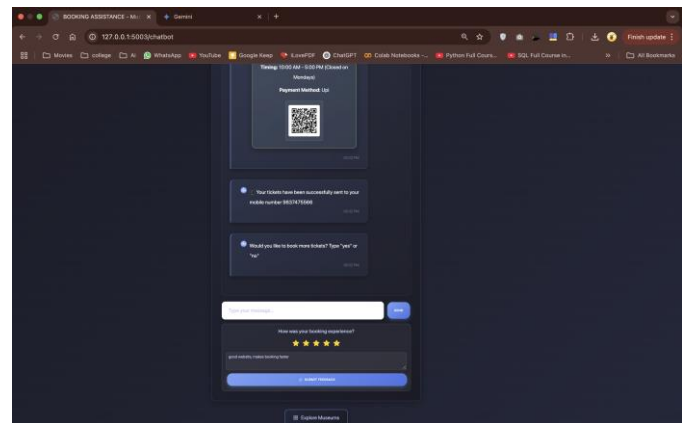 BOOKING ASSISTANCE - Mu
Gemini
127.0.0.1:5003/chatbot
Finish update
Movies
college
AI
WhatsApp
YouTube
Google Keep
iLovePDF
ChatGPT
Colab Notebooks -...
Python Full Cours...
SQL Full Course in...
All Bookmarks
Timing: 10:00 AM - 5:00 PM (Closed on
Mondays)
Payment Method: Upi
Your tickets have been successfully sent to your
mobile number
Would you like to book more tickets? Type "yes" or
"no"
Type your message...
How was your booking experience?
SUBMIT FEEDBACK
Explore Museums